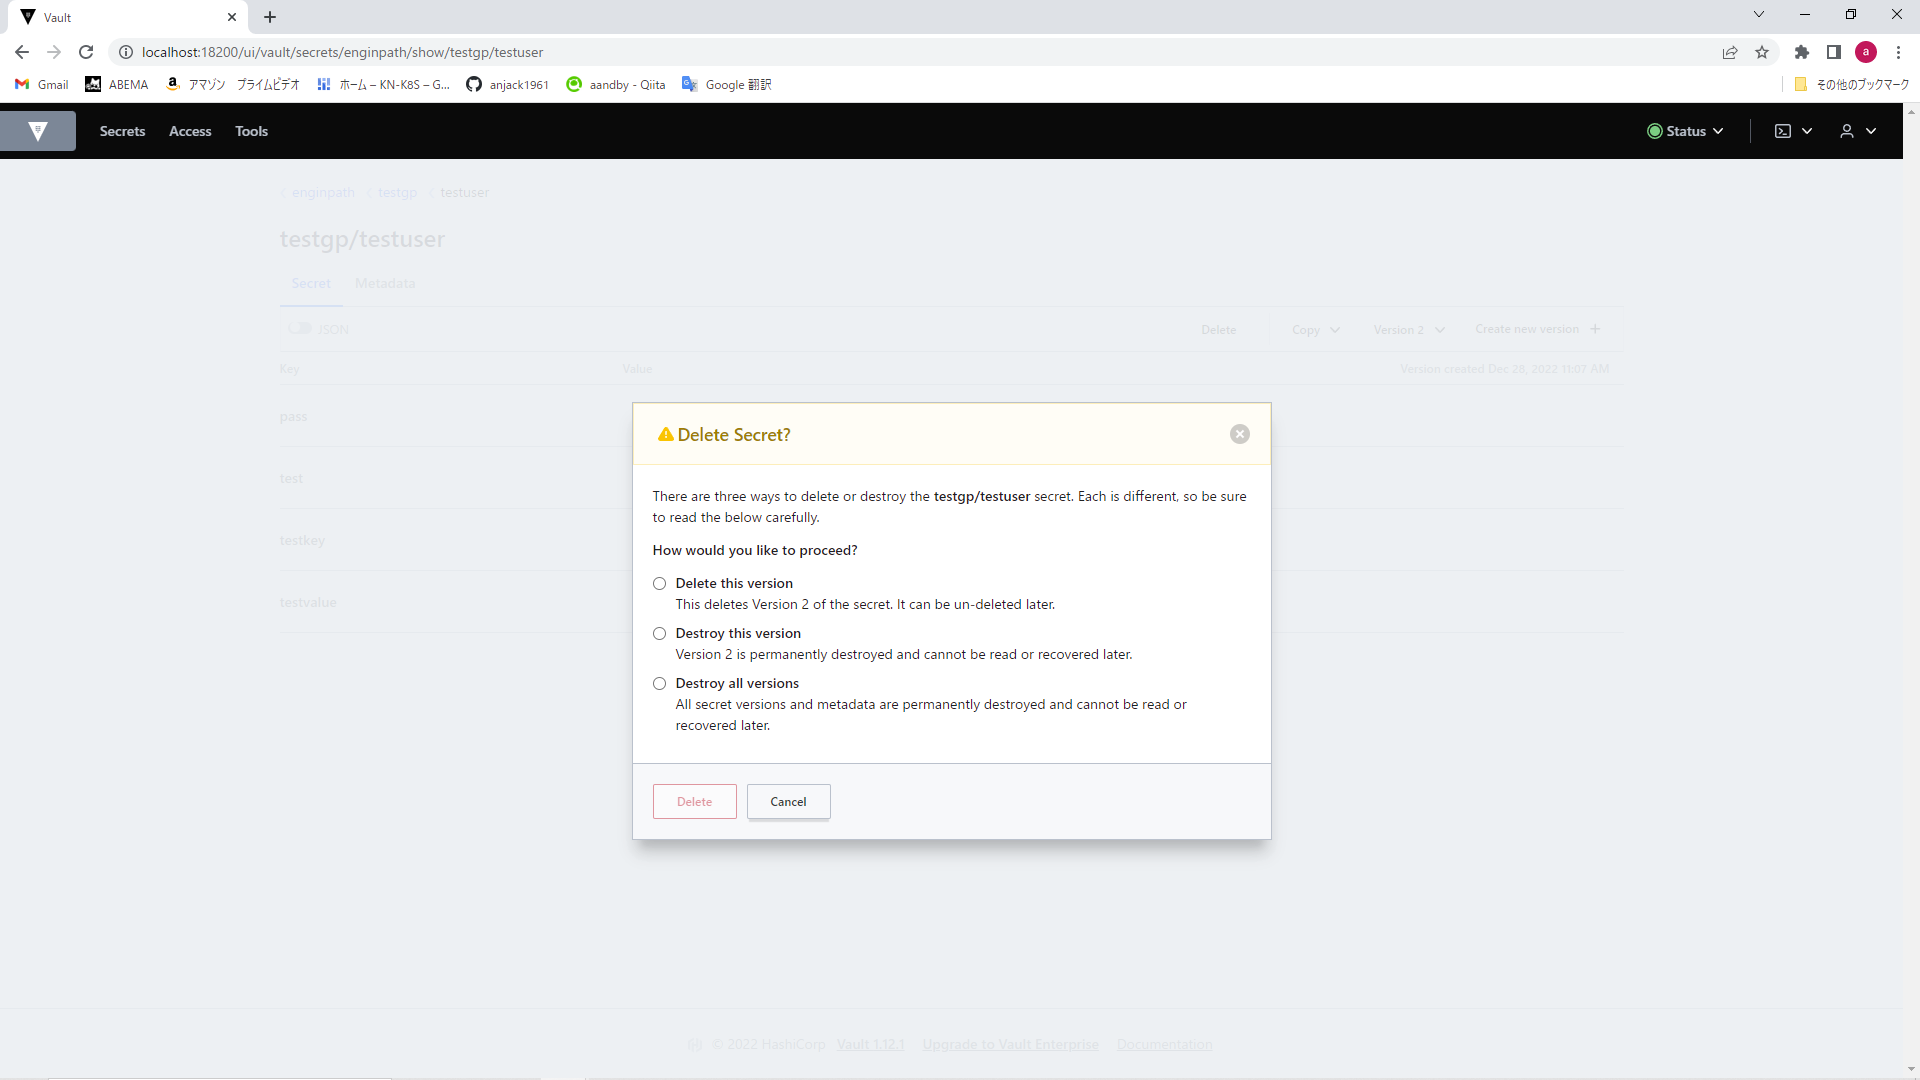 Vault
localhost:18200/ui/vault/secrets/enginpath/show/testgp/testuser
a
Gmail
ABEMA
アマゾン プライムビデオ
ホーム – KN-K8S – G...
anjack1961
aandby - Qiita
Google 翻訳
その他のブックマーク
Secrets Access Tools
Status
enginpath testgp testuser
testgp/testuser
Secret Metadata
JSON
Delete Copy Version 2 Create new version
Key Value Version created Dec 28, 2022 11:07 AM
pass
test
testkey
testvalue
Delete Secret?
There are three ways to delete or destroy the testgp/testuser secret. Each is different, so be sure
to read the below carefully.
How would you like to proceed?
Delete this version
This deletes Version 2 of the secret. It can be un-deleted later.
Destroy this version
Version 2 is permanently destroyed and cannot be read or recovered later.
Destroy all versions
All secret versions and metadata are permanently destroyed and cannot be read or
recovered later.
Delete Cancel
© 2022 HashiCorp Vault 1.12.1 Upgrade to Vault Enterprise Documentation